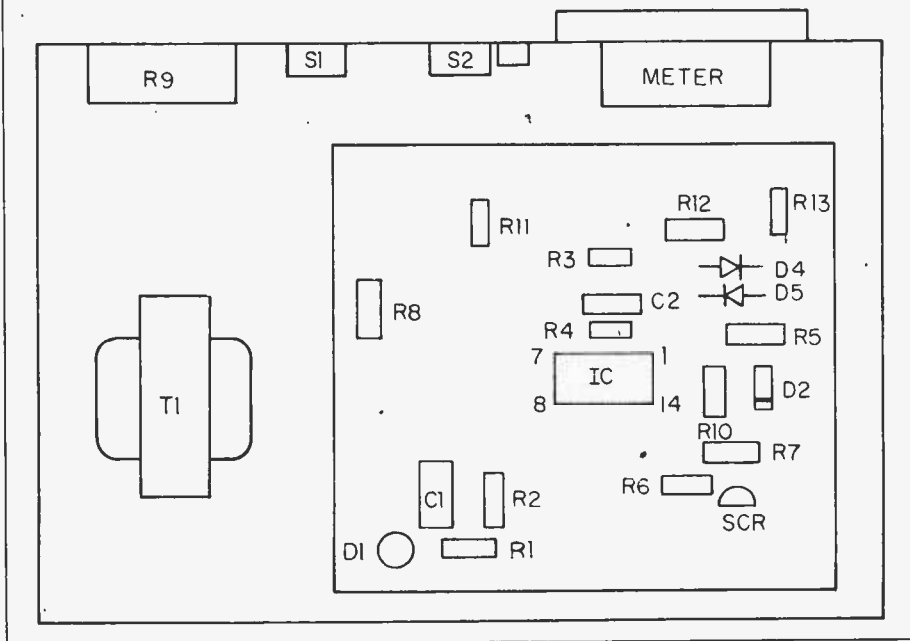 R9
S1
S2
METER
R11
R12
R13
R3
D4
D5
R8
C2
R4
R5
7
1
IC
T1
8
14
D2
R10
R7
R6
SCR
C1
R2
D1
R1